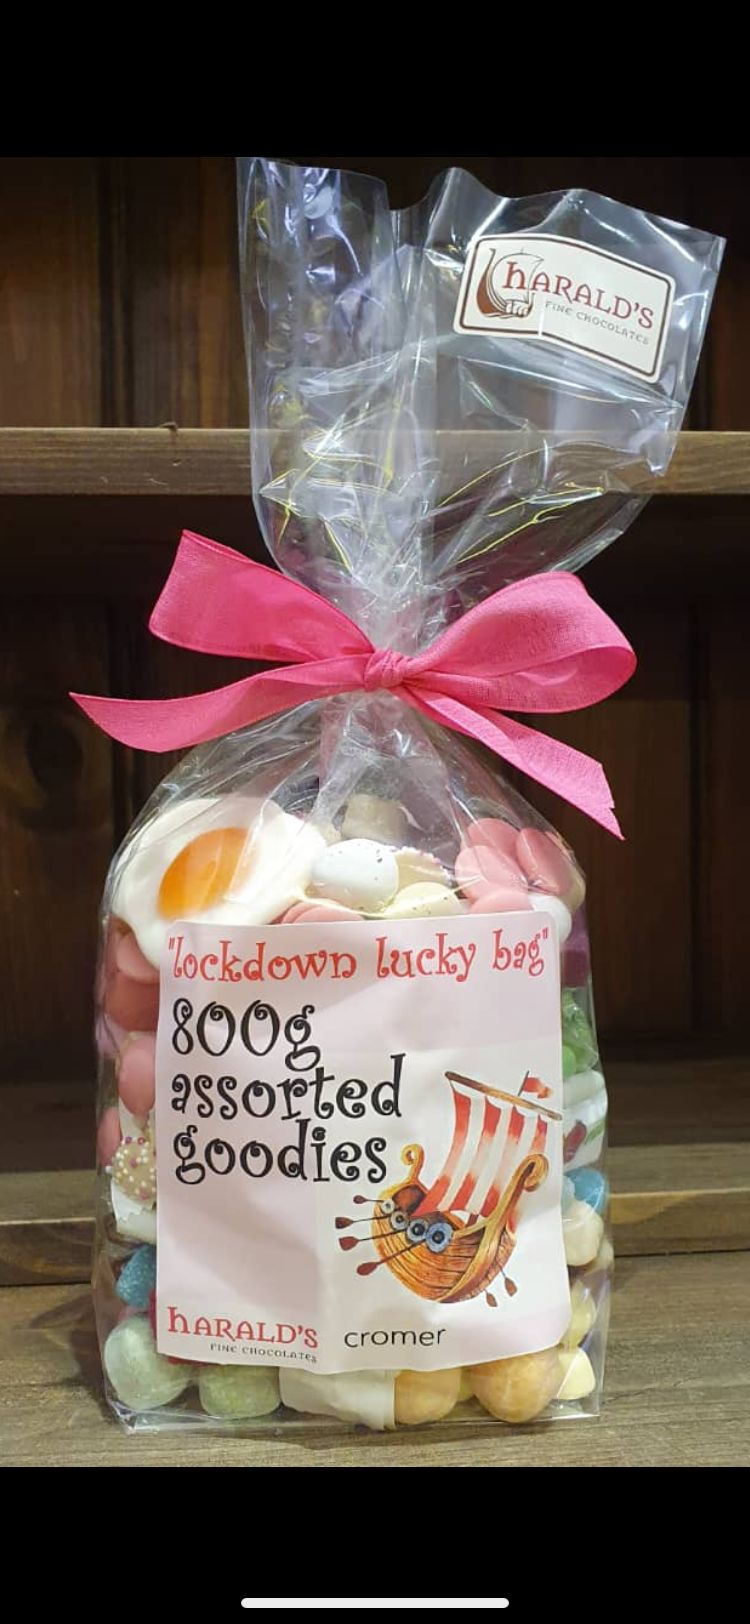 hARALD'S
FINE CHOCOLATES
"lockdown lucky bag"
800g
assorted
goodies
hARALD'S
FINE CHOCOLATES
cromer